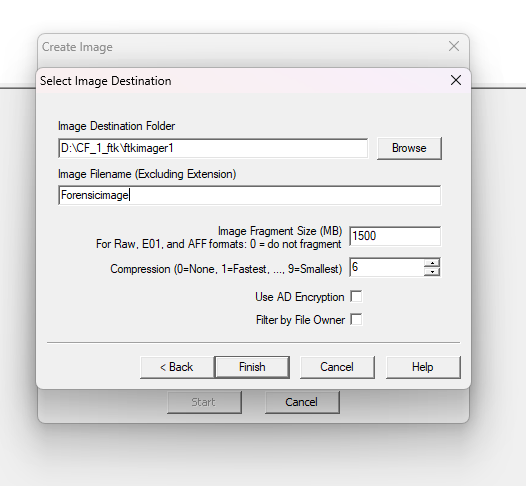 Create Image
Select Image Destination
Image Destination Folder
D:\CF_1_ftk\ftkimager1
Browse
Image Filename (Excluding Extension)
Forensicimage
Image Fragment Size (MB)
1500
For Raw, E01, and AFF formats: 0 = do not fragment
Compression (0=None, 1=Fastest, ..., 9=Smallest)
6
Use AD Encryption
Filter by File Owner
< Back
Finish
Cancel
Help
Start
Cancel